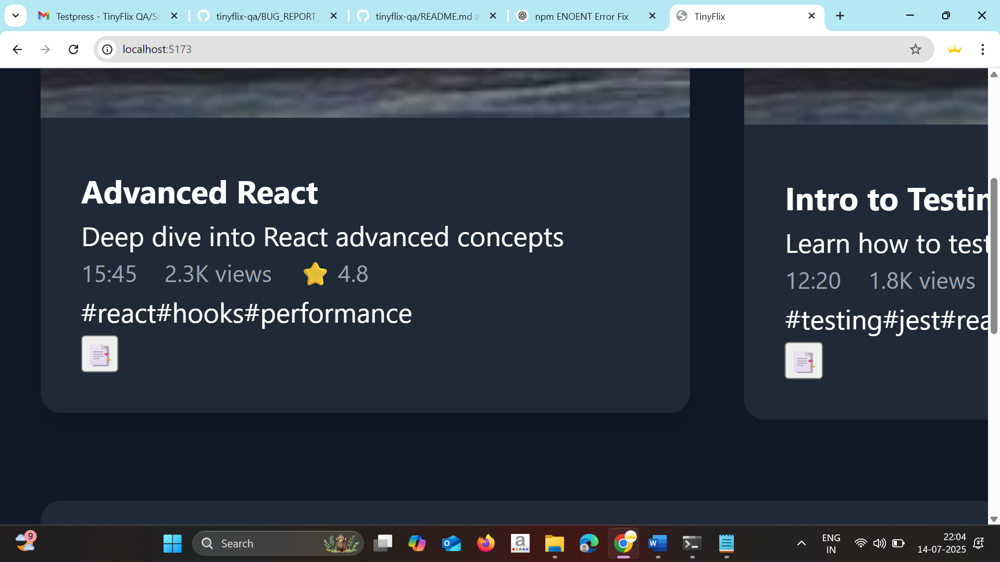 Testpress - TinyFlix QA/Sc
tinyflix-qa/BUG_REPORT_
tinyflix-qa/README.md a
npm ENOENT Error Fix
TinyFlix
localhost:5173
Advanced React
Deep dive into React advanced concepts
15:45 2.3K views ⭐ 4.8
#react#hooks#performance
Intro to Testin
Learn how to test
12:20 1.8K views
#testing#jest#rea
9
Search
ENG
IN
22:04
14-07-2025